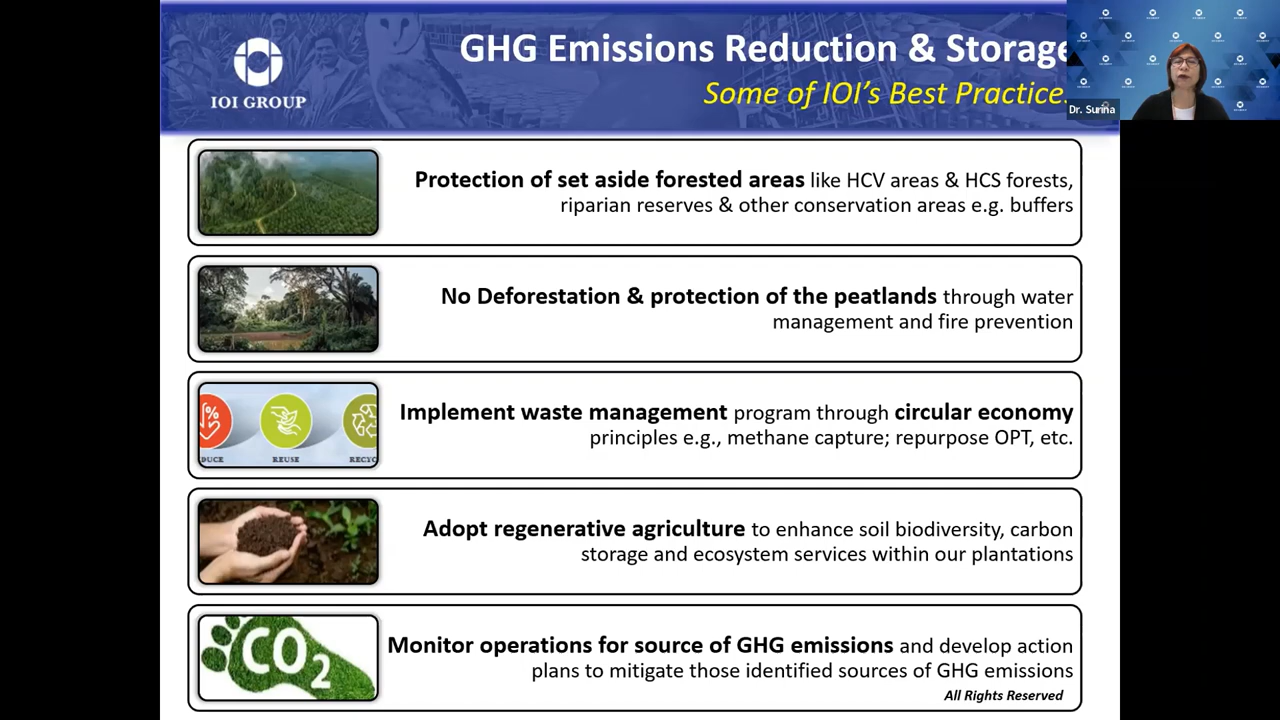 GHG Emissions Reduction & Storage
Some of IOI's Best Practice
IOI GROUP
Dr. Surina
Protection of set aside forested areas like HCV areas & HCS forests,
riparian reserves & other conservation areas e.g. buffers
No Deforestation & protection of the peatlands through water
management and fire prevention
DUCE
REUSE
RECYC
Implement waste management program through circular economy
principles e.g., methane capture; repurpose OPT, etc.
Adopt regenerative agriculture to enhance soil biodiversity, carbon
storage and ecosystem services within our plantations
CO2
Monitor operations for source of GHG emissions and develop action
plans to mitigate those identified sources of GHG emissions
All Rights Reserved